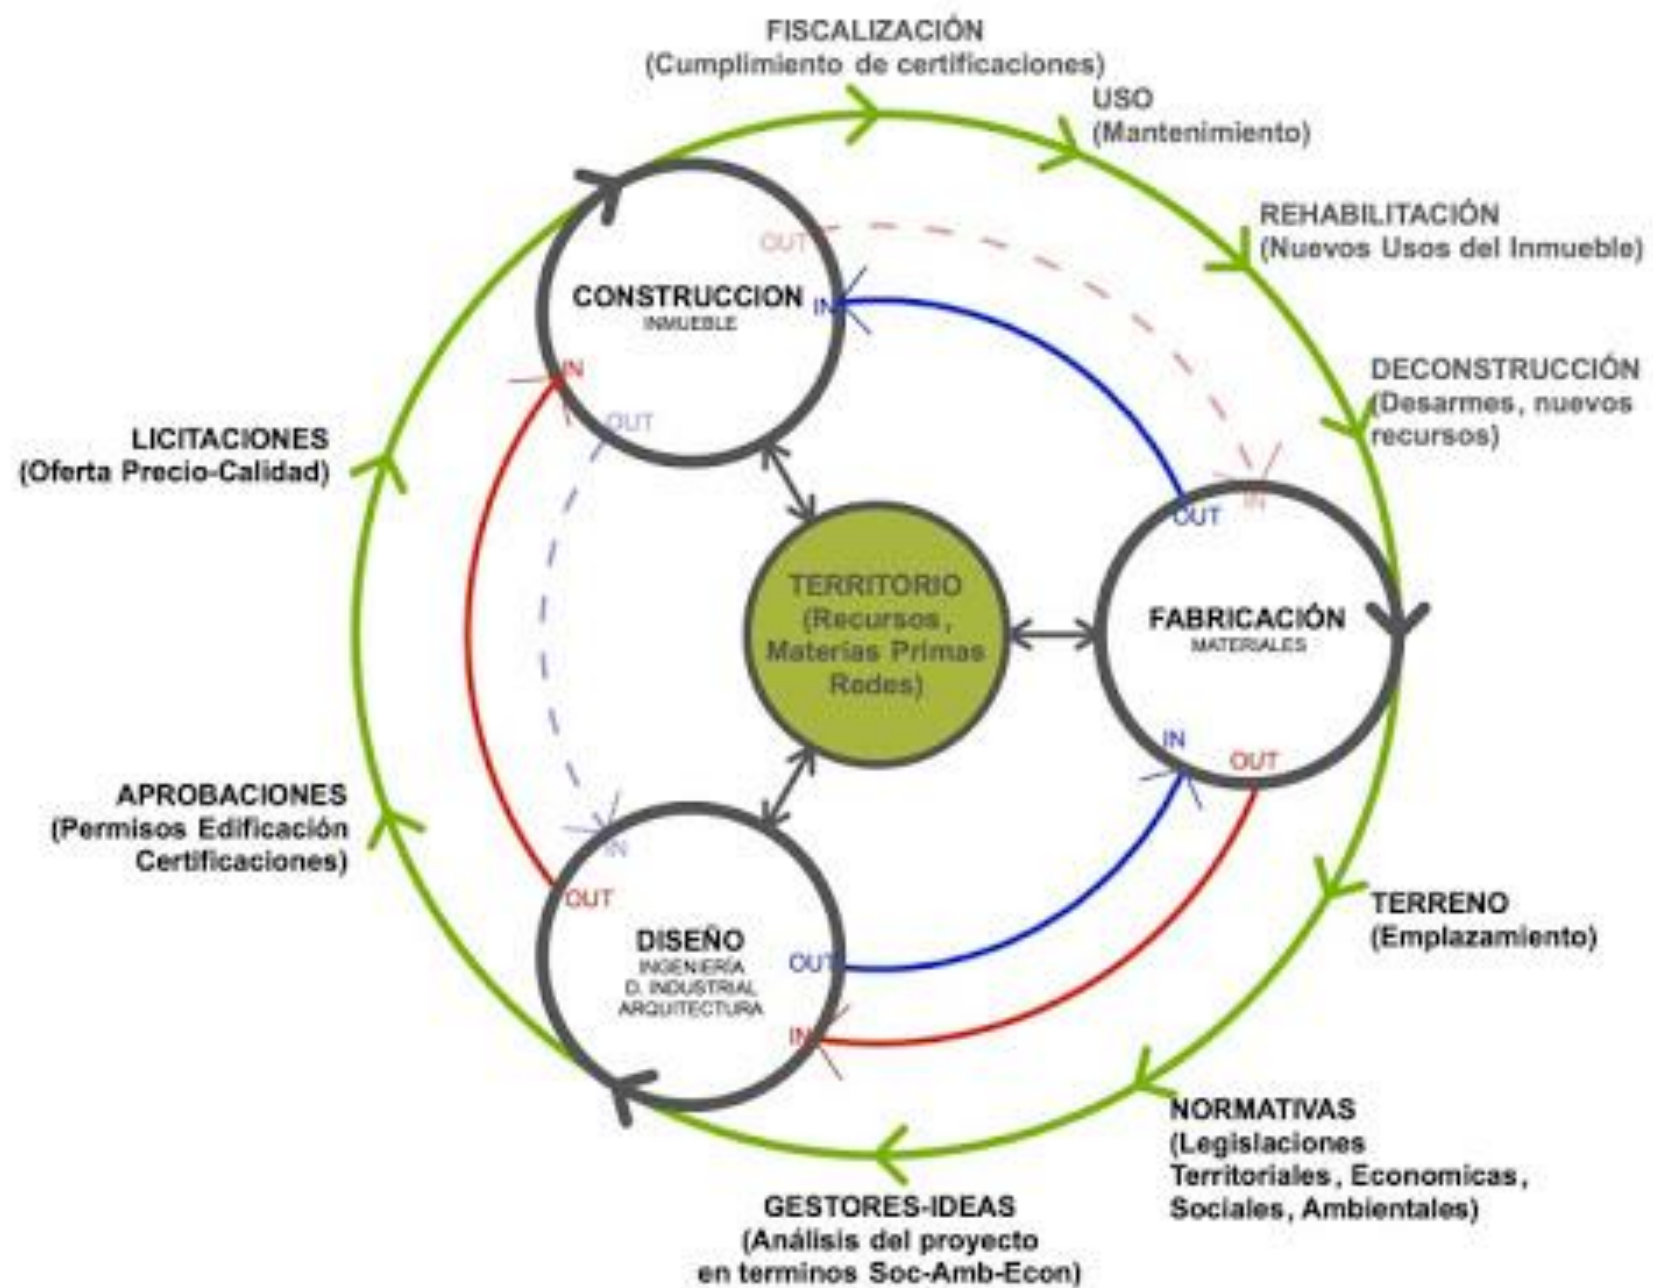 FISCALIZACIÓN
(Cumplimiento de certificaciones)
USO
(Mantenimiento)
REHABILITACIÓN
(Nuevos Usos del Inmueble)
OUT
CONSTRUCCION
INMUEBLE
IN
IN
OUT
DECONSTRUCCIÓN
(Desarmes, nuevos
recursos)
LICITACIONES
(Oferta Precio-Calidad)
IN
OUT
TERRITORIO
(Recursos,
Materias Primas
Redes)
FABRICACIÓN
MATERIALES
IN
OUT
APROBACIONES
(Permisos Edificación
Certificaciones)
IN
OUT
DISEÑO
INGENIERÍA
D. INDUSTRIAL
ARQUITECTURA
OUT
IN
TERRENO
(Emplazamiento)
NORMATIVAS
(Legislaciones
Territoriales, Economicas,
Sociales, Ambientales)
GESTORES-IDEAS
(Análisis del proyecto
en terminos Soc-Amb-Econ)